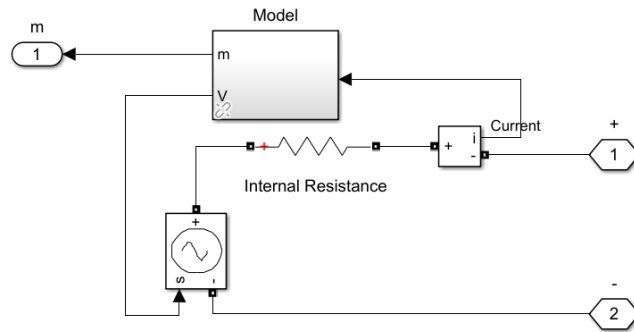 Model
m
1
m
V
Current
+
1
i
+
-
Internal Resistance
+
s
-
-
2